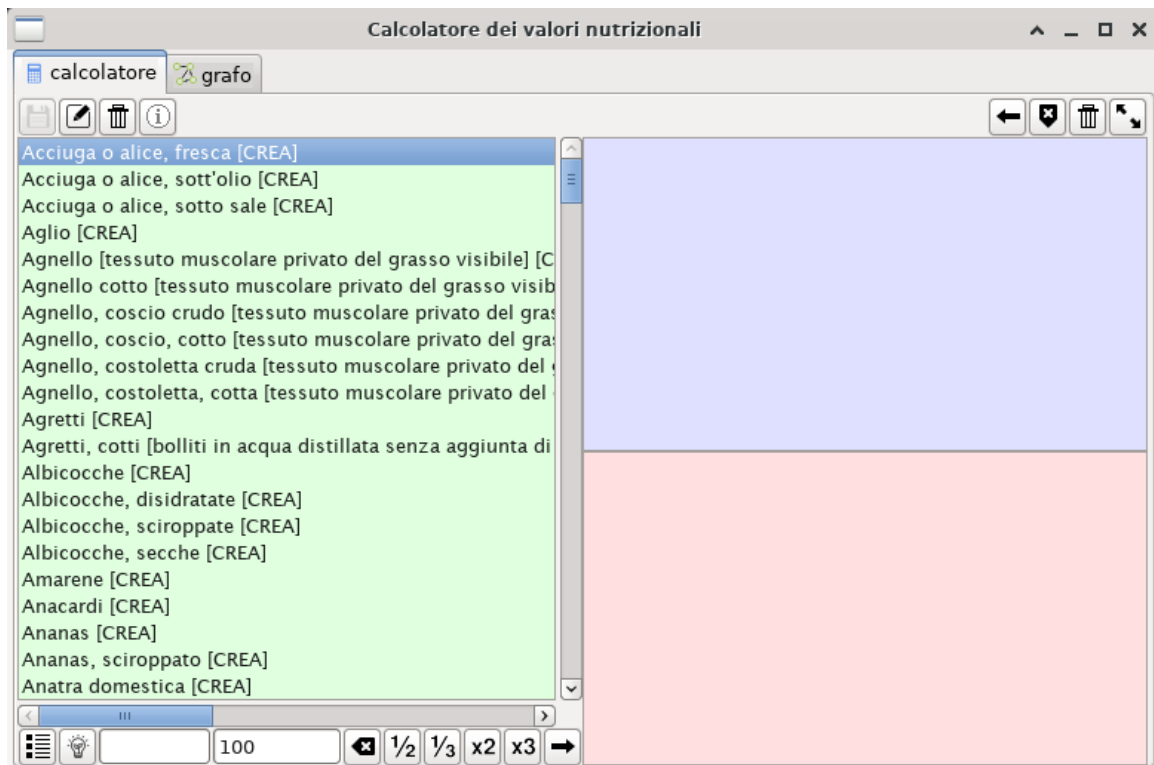 Calcolatore dei valori nutrizionali
calcolatore grafo
Acciuga o alice, fresca [CREA]
Acciuga o alice, sott'olio [CREA]
Acciuga o alice, sotto sale [CREA]
Aglio [CREA]
Agnello [tessuto muscolare privato del grasso visibile] [C
Agnello cotto [tessuto muscolare privato del grasso visib
Agnello, coscio crudo [tessuto muscolare privato del gras
Agnello, coscio, cotto [tessuto muscolare privato del gra
Agnello, costoletta cruda [tessuto muscolare privato del
Agnello, costoletta, cotta [tessuto muscolare privato del
Agretti [CREA]
Agretti, cotti [bolliti in acqua distillata senza aggiunta di
Albicocche [CREA]
Albicocche, disidratate [CREA]
Albicocche, sciroppate [CREA]
Albicocche, secche [CREA]
Amarene [CREA]
Anacardi [CREA]
Ananas [CREA]
Ananas, sciroppato [CREA]
Anatra domestica [CREA]
100 ½ ⅓ x2 x3